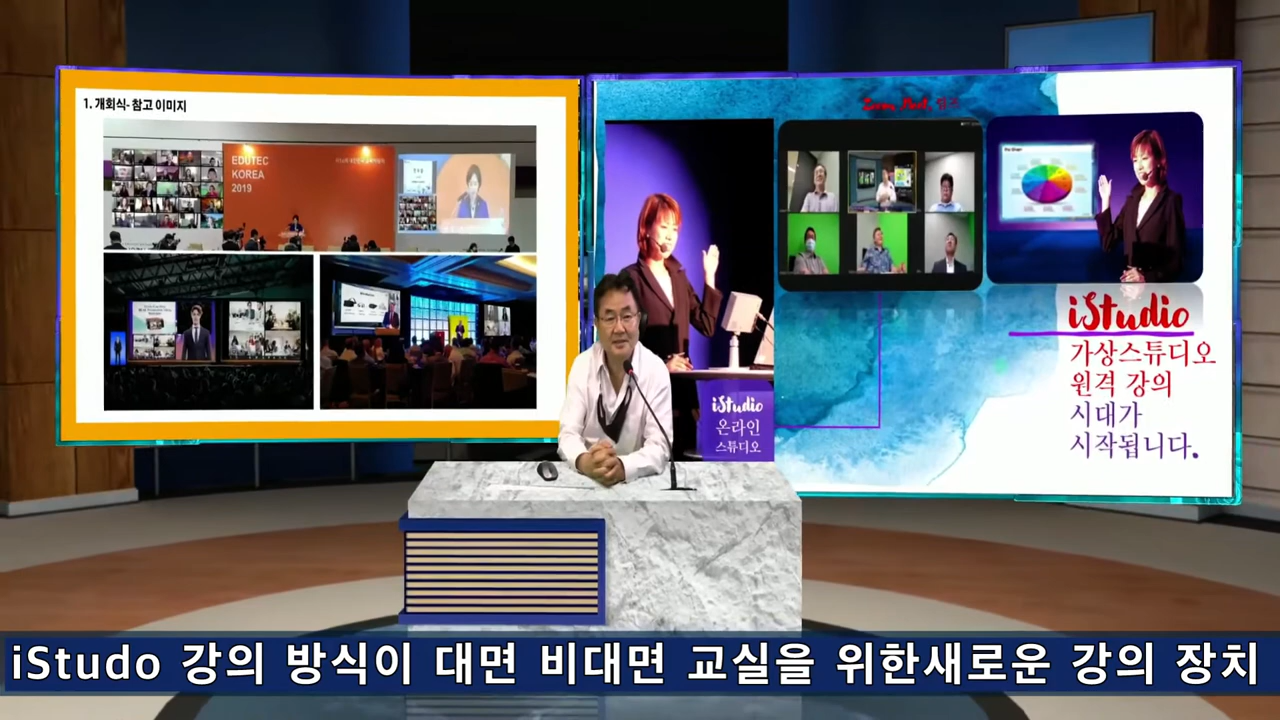 1. 개회식- 참고 이미지
EDUTEC
KOREA
2019
iStudio
온라인
스튜디오
iStudio
가상스튜디오
원격 강의
시대가
시작됩니다.
iStudo 강의 방식이 대면 비대면 교실을 위한새로운 강의 장치